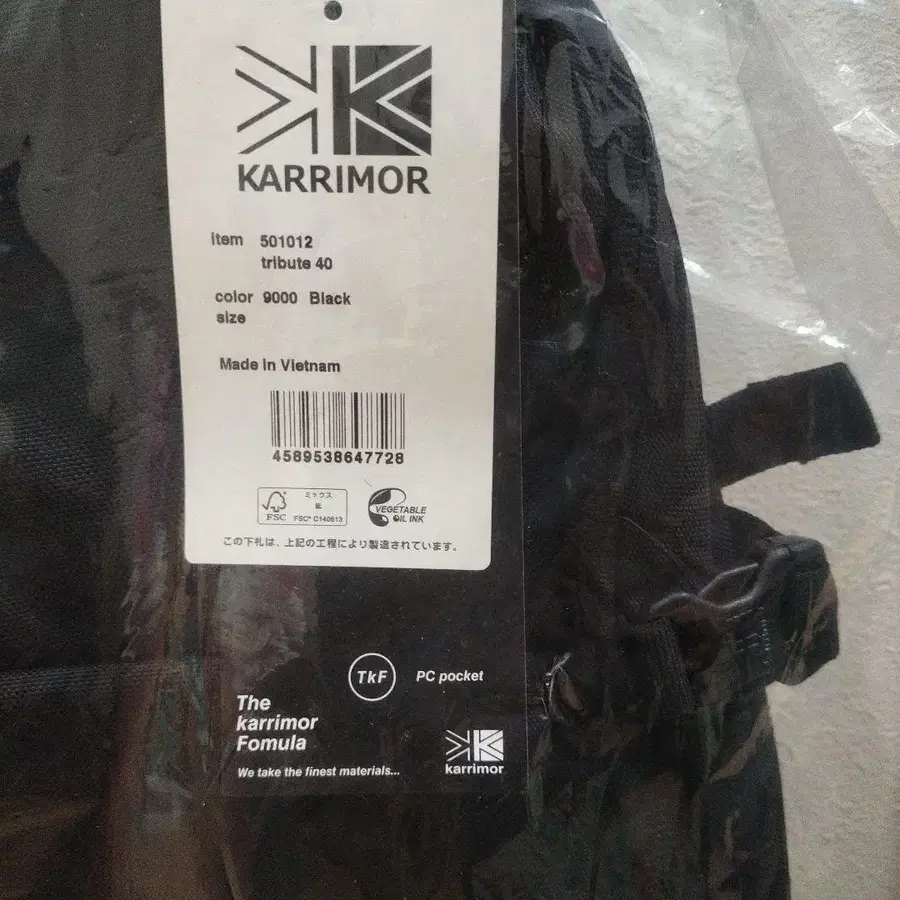 KARRIMOR
item 501012
tribute 40
color 9000 Black
size
Made in Vietnam
4589538647728
FSC
ミックス
紙
FSC® C140613
VEGETABLE
OIL INK
この下札は、上記の工程により製造されています。
TkF
PC pocket
The
karrimor
Fomula
We take the finest materials...
karrimor